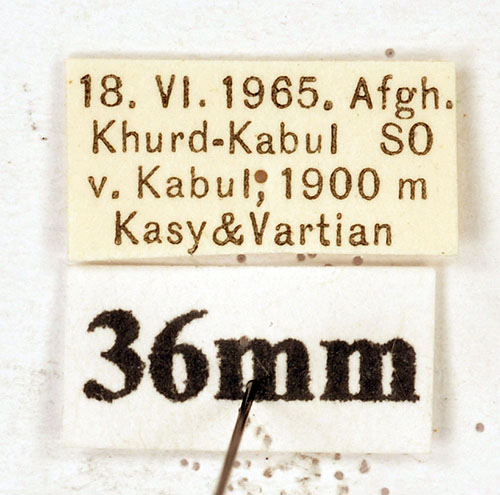 18. VI. 1965. Afgh.
Khurd-Kabul SO
v. Kabul; 1900 m
Kasy&Vartian
36mm